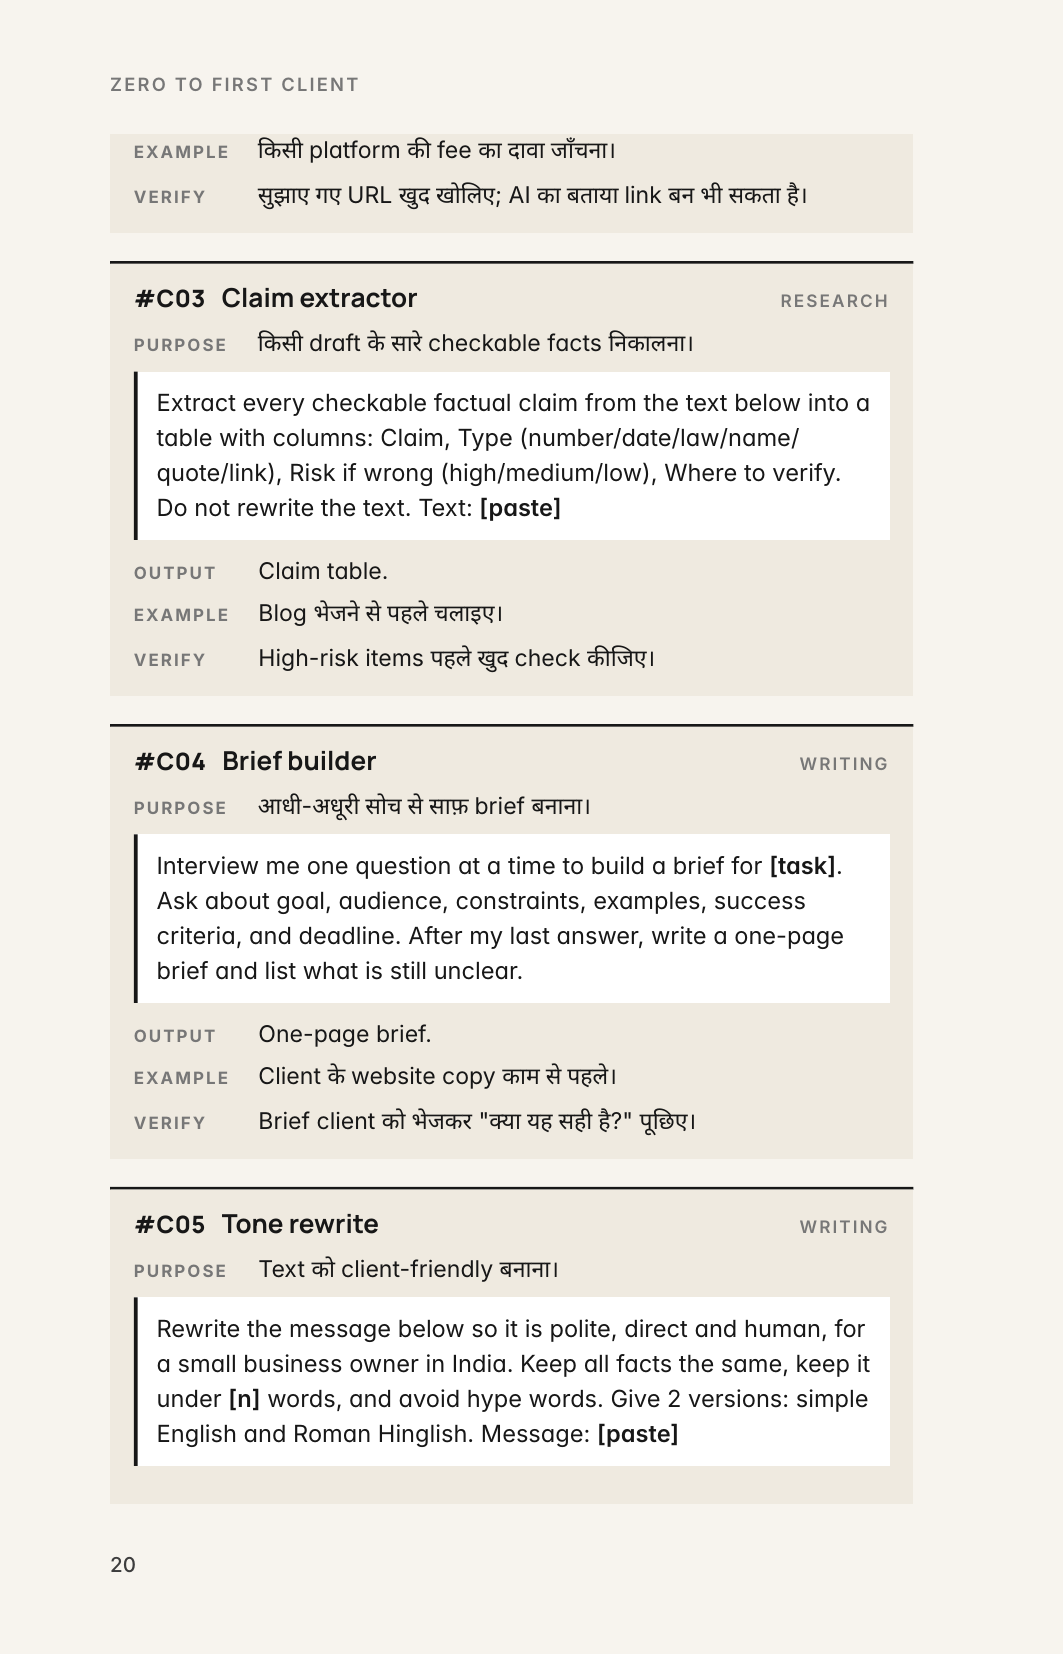 ZERO TO FIRST CLIENT
EXAMPLE किसी platform की fee का दावा जाँचना।
VERIFY सुझाए गए URL खुद खोलिए; AI का बताया link बन भी सकता है।
#C03 Claim extractor RESEARCH
PURPOSE किसी draft के सारे checkable facts निकालना।
Extract every checkable factual claim from the text below into a
table with columns: Claim, Type (number/date/law/name/
quote/link), Risk if wrong (high/medium/low), Where to verify.
Do not rewrite the text. Text: [paste]
OUTPUT Claim table.
EXAMPLE Blog भेजने से पहले चलाइए।
VERIFY High-risk items पहले खुद check कीजिए।
#C04 Brief builder WRITING
PURPOSE आधी-अधूरी सोच से साफ़ brief बनाना।
Interview me one question at a time to build a brief for [task].
Ask about goal, audience, constraints, examples, success
criteria, and deadline. After my last answer, write a one-page
brief and list what is still unclear.
OUTPUT One-page brief.
EXAMPLE Client के website copy काम से पहले।
VERIFY Brief client को भेजकर "क्या यह सही है?" पूछिए।
#C05 Tone rewrite WRITING
PURPOSE Text को client-friendly बनाना।
Rewrite the message below so it is polite, direct and human, for
a small business owner in India. Keep all facts the same, keep it
under [n] words, and avoid hype words. Give 2 versions: simple
English and Roman Hinglish. Message: [paste]
20